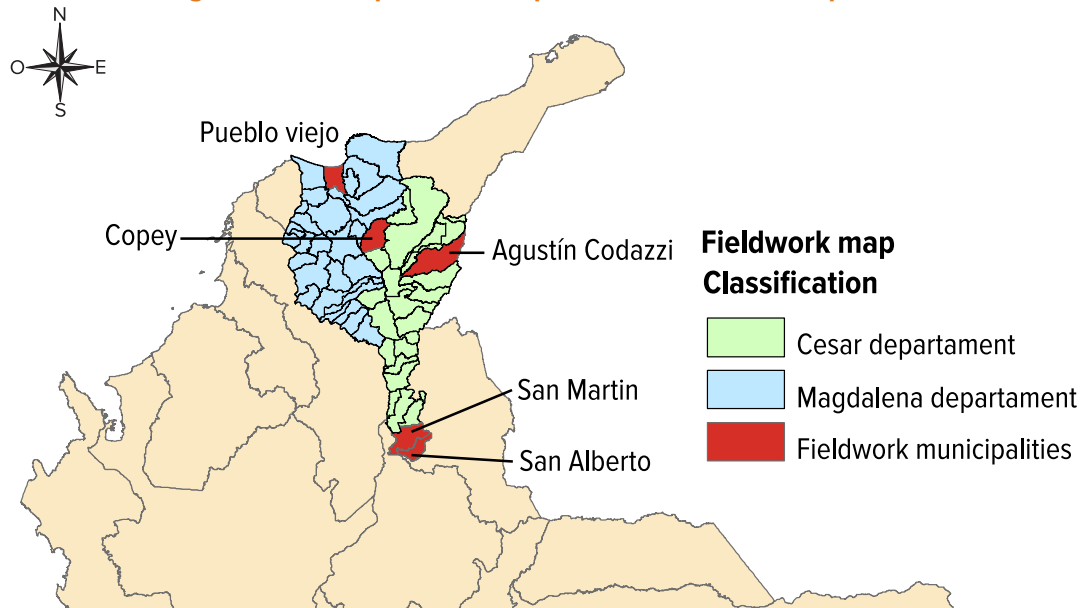 N
O
E
S
Pueblo viejo
Copey
Agustín Codazzi
San Martin
San Alberto
Fieldwork map
Classification
Cesar departament
Magdalena departament
Fieldwork municipalities